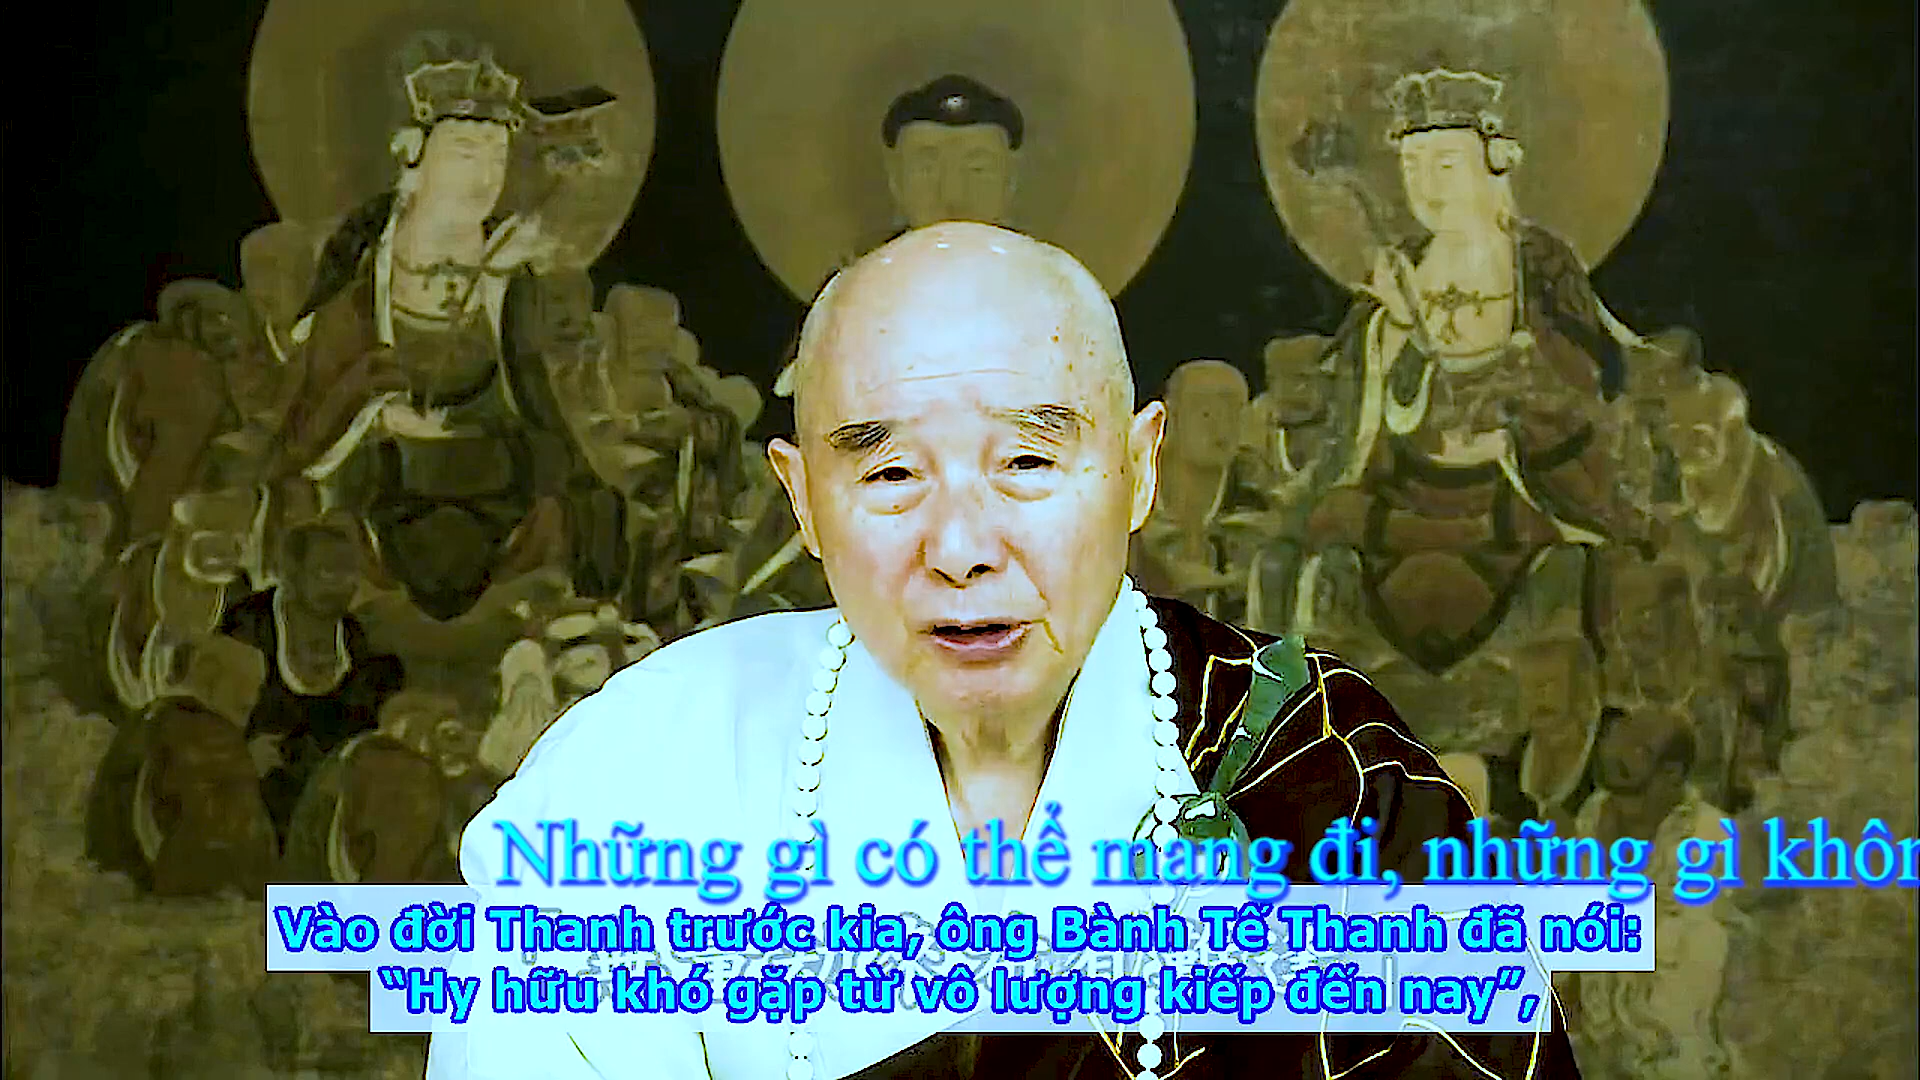 Những gì có thể mang đi, những gì khôn
Vào đời Thanh trước kia, ông Bành Tế Thanh đã nói:
“Hy hữu khó gặp từ vô lượng kiếp đến nay”,